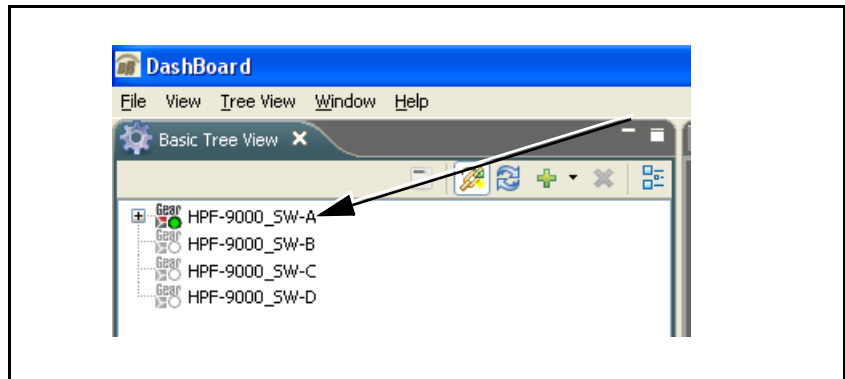 DashBoard
File View Tree View Window Help
Basic Tree View
Gear HPF-9000_SW-A
Gear HPF-9000_SW-B
Gear HPF-9000_SW-C
Gear HPF-9000_SW-D